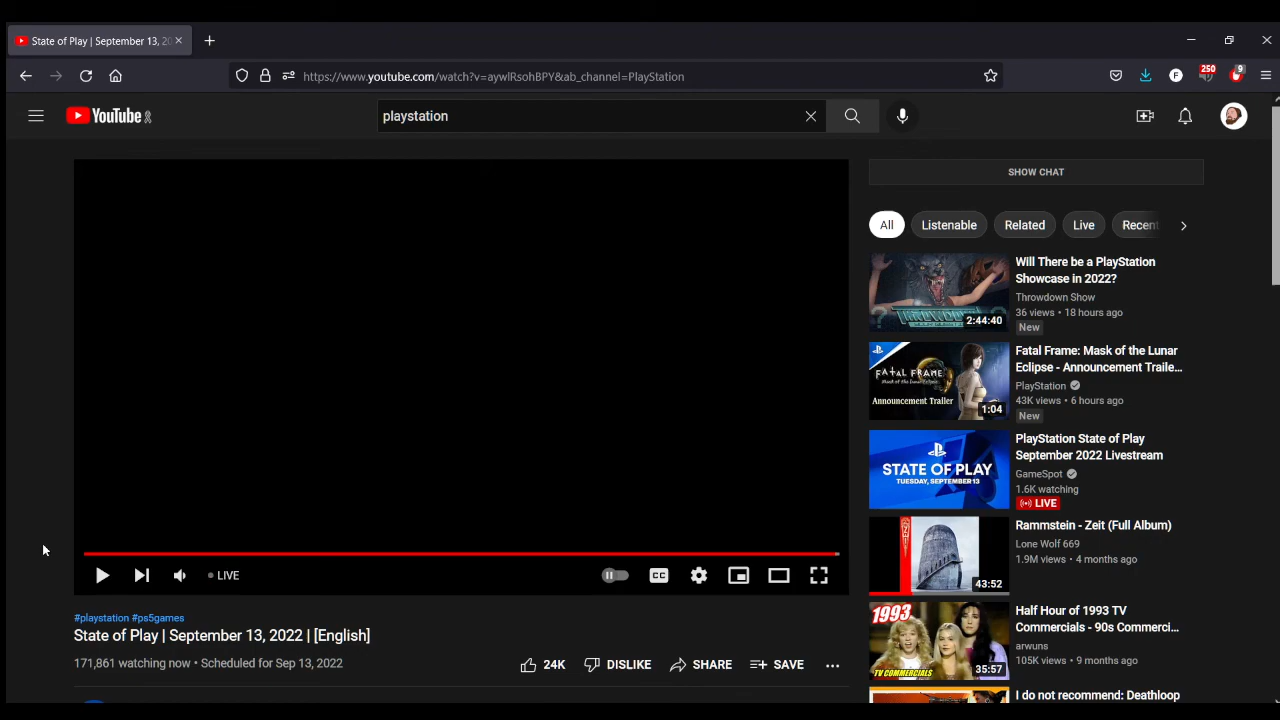 State of Play | September 13, 20
250
9
https://www.youtube.com/watch?v=aywlRsohBPY&ab_channel=PlayStation
YouTube
playstation
SHOW CHAT
All
Listenable
Related
Live
Recent
Will There be a PlayStation
Showcase in 2022?
Throwdown Show
36 views • 18 hours ago
New
2:44:40
Fatal Frame: Mask of the Lunar
Eclipse - Announcement Traile...
PlayStation
43K views • 6 hours ago
New
FATAL FRAME
Announcement Trailer
1:04
PlayStation State of Play
September 2022 Livestream
GameSpot
1.6K watching
LIVE
STATE OF PLAY
TUESDAY, SEPTEMBER 13
Rammstein - Zeit (Full Album)
Lone Wolf 669
1.9M views • 4 months ago
43:52
Half Hour of 1993 TV
Commercials - 90s Commerci...
arwuns
105K views • 9 months ago
1993
TV COMMERCIALS
35:57
I do not recommend: Deathloop
LIVE
CC
#playstation #ps5games
State of Play | September 13, 2022 | [English]
171,861 watching now • Scheduled for Sep 13, 2022
24K
DISLIKE
SHARE
SAVE